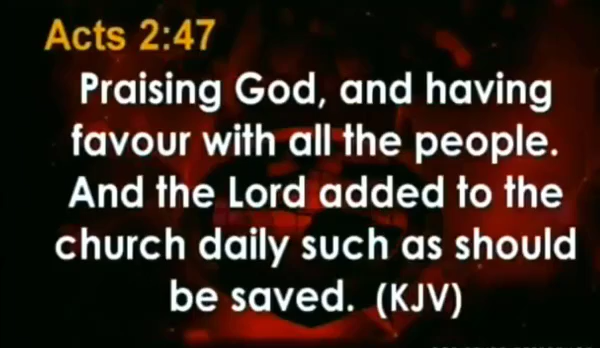 Acts 2:47
Praising God, and having
favour with all the people.
And the Lord added to the
church daily such as should
be saved. (KJV)